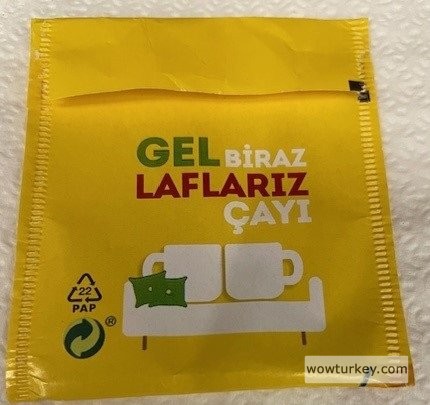 GEL BİRAZ
LAFLARIZ
ÇAYI
22
PAP
®
wowturkey.com